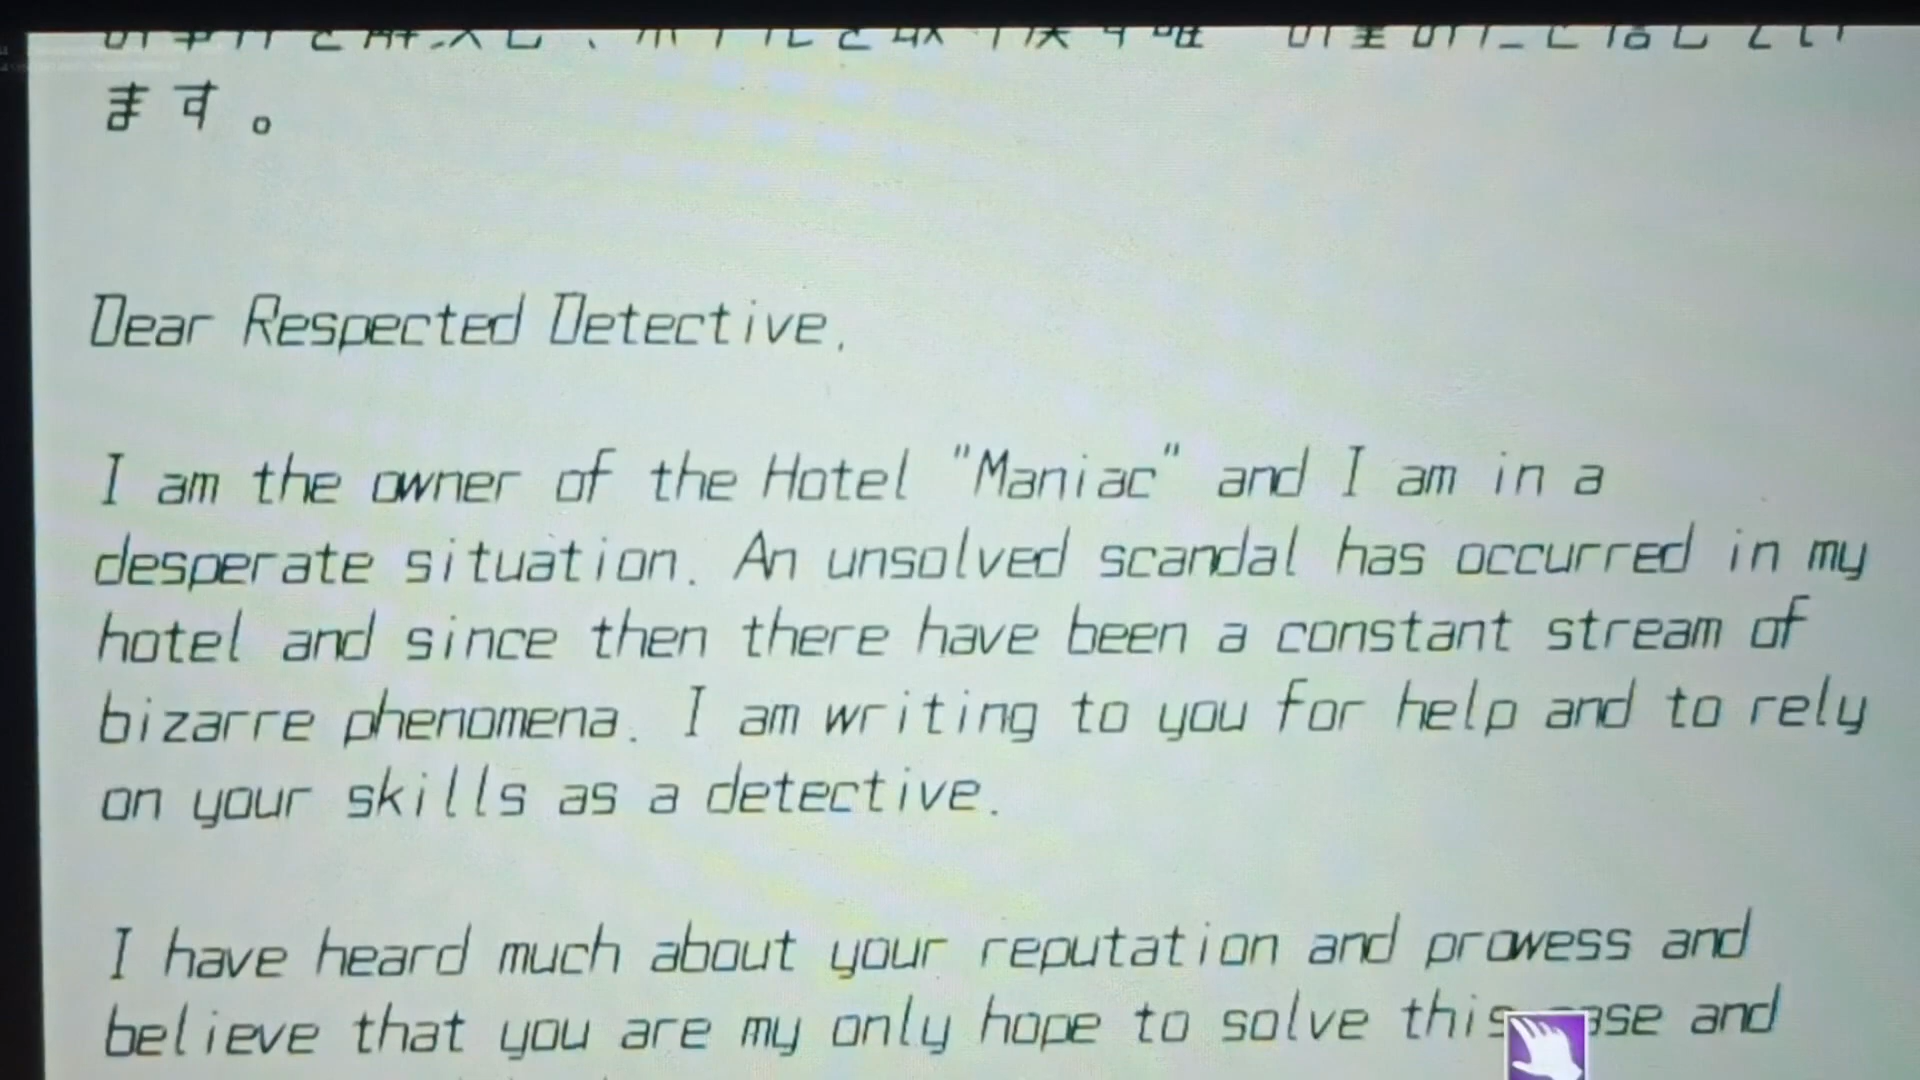 ます。
Dear Respected Detective,
I am the owner of the Hotel "Maniac" and I am in a
desperate situation. An unsolved scandal has occurred in my
hotel and since then there have been a constant stream of
bizarre phenomena. I am writing to you for help and to rely
on your skills as a detective.
I have heard much about your reputation and prowess and
believe that you are my only hope to solve this and